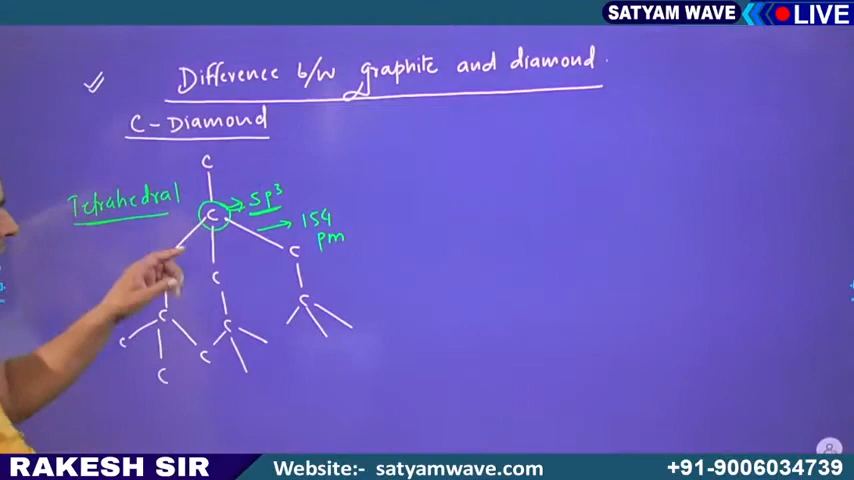 SATYAM WAVE LIVE
Difference b/w graphite and diamond.
C - Diamond
C
Tetrahedral
C
sp³
154
pm
C
C
C
C
C
C
C
C
RAKESH SIR
Website:- satyamwave.com
+91-9006034739